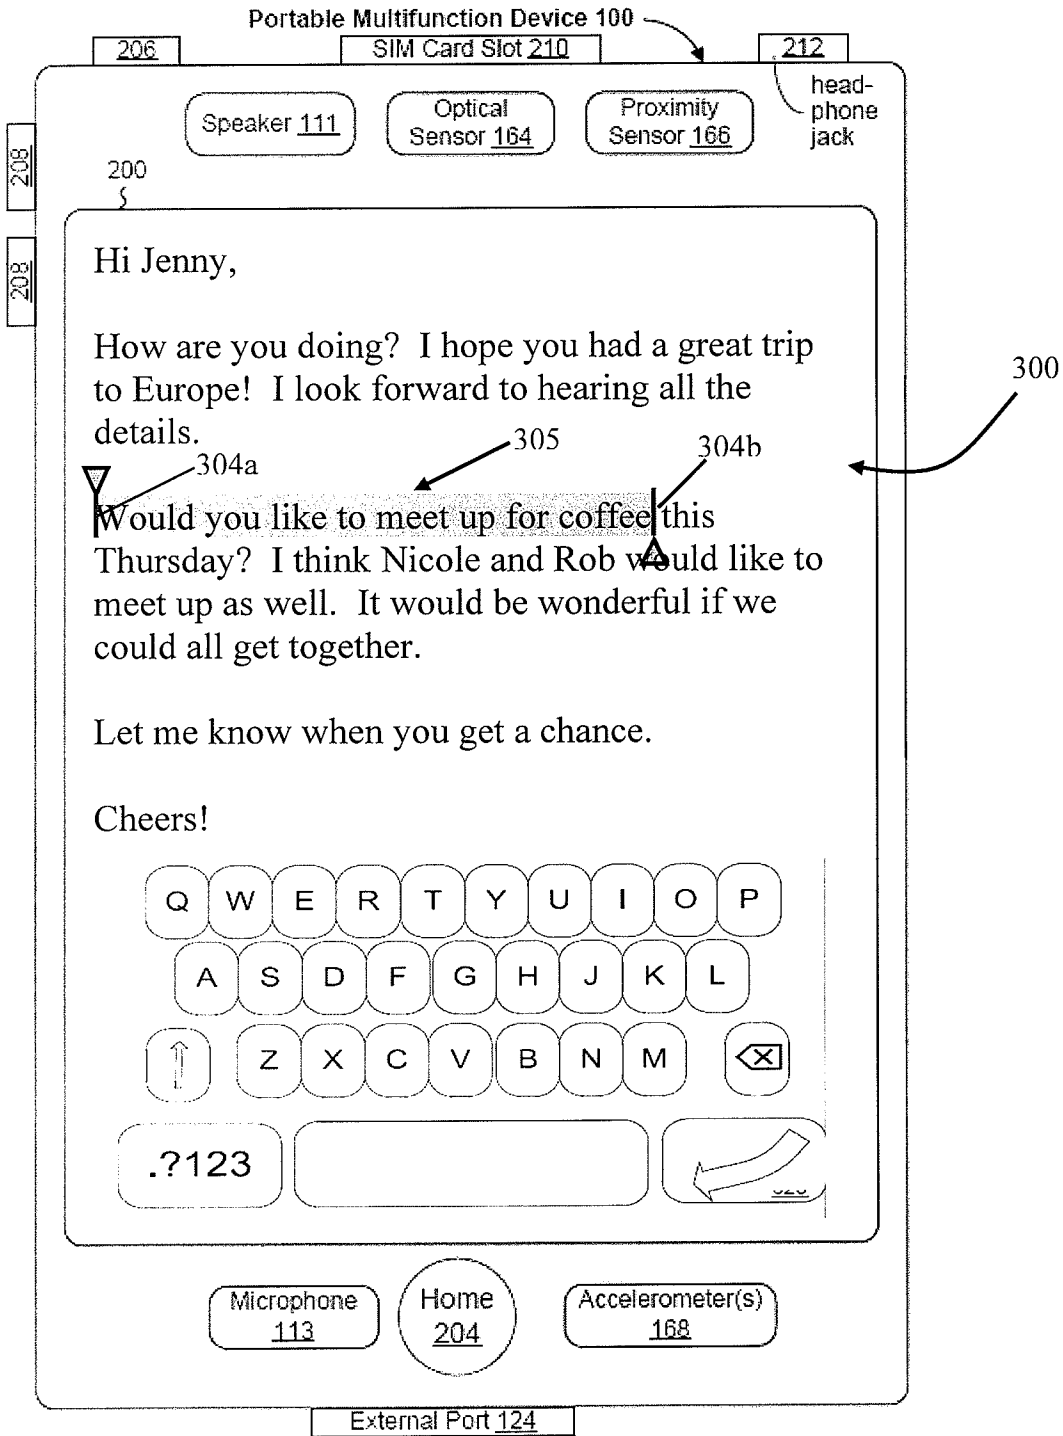 Portable Multifunction Device 100
206
SIM Card Slot 210
212
head-
phone
jack
Speaker 111
Optical
Sensor 164
Proximity
Sensor 166
208
200
208
Hi Jenny,
How are you doing? I hope you had a great trip
to Europe! I look forward to hearing all the
details.
300
304a
305
304b
Would you like to meet up for coffee this
Thursday? I think Nicole and Rob would like to
meet up as well. It would be wonderful if we
could all get together.
Let me know when you get a chance.
Cheers!
Q W E R T Y U I O P
A S D F G H J K L
Z X C V B N M
.?123
Microphone
113
Home
204
Accelerometer(s)
168
External Port 124